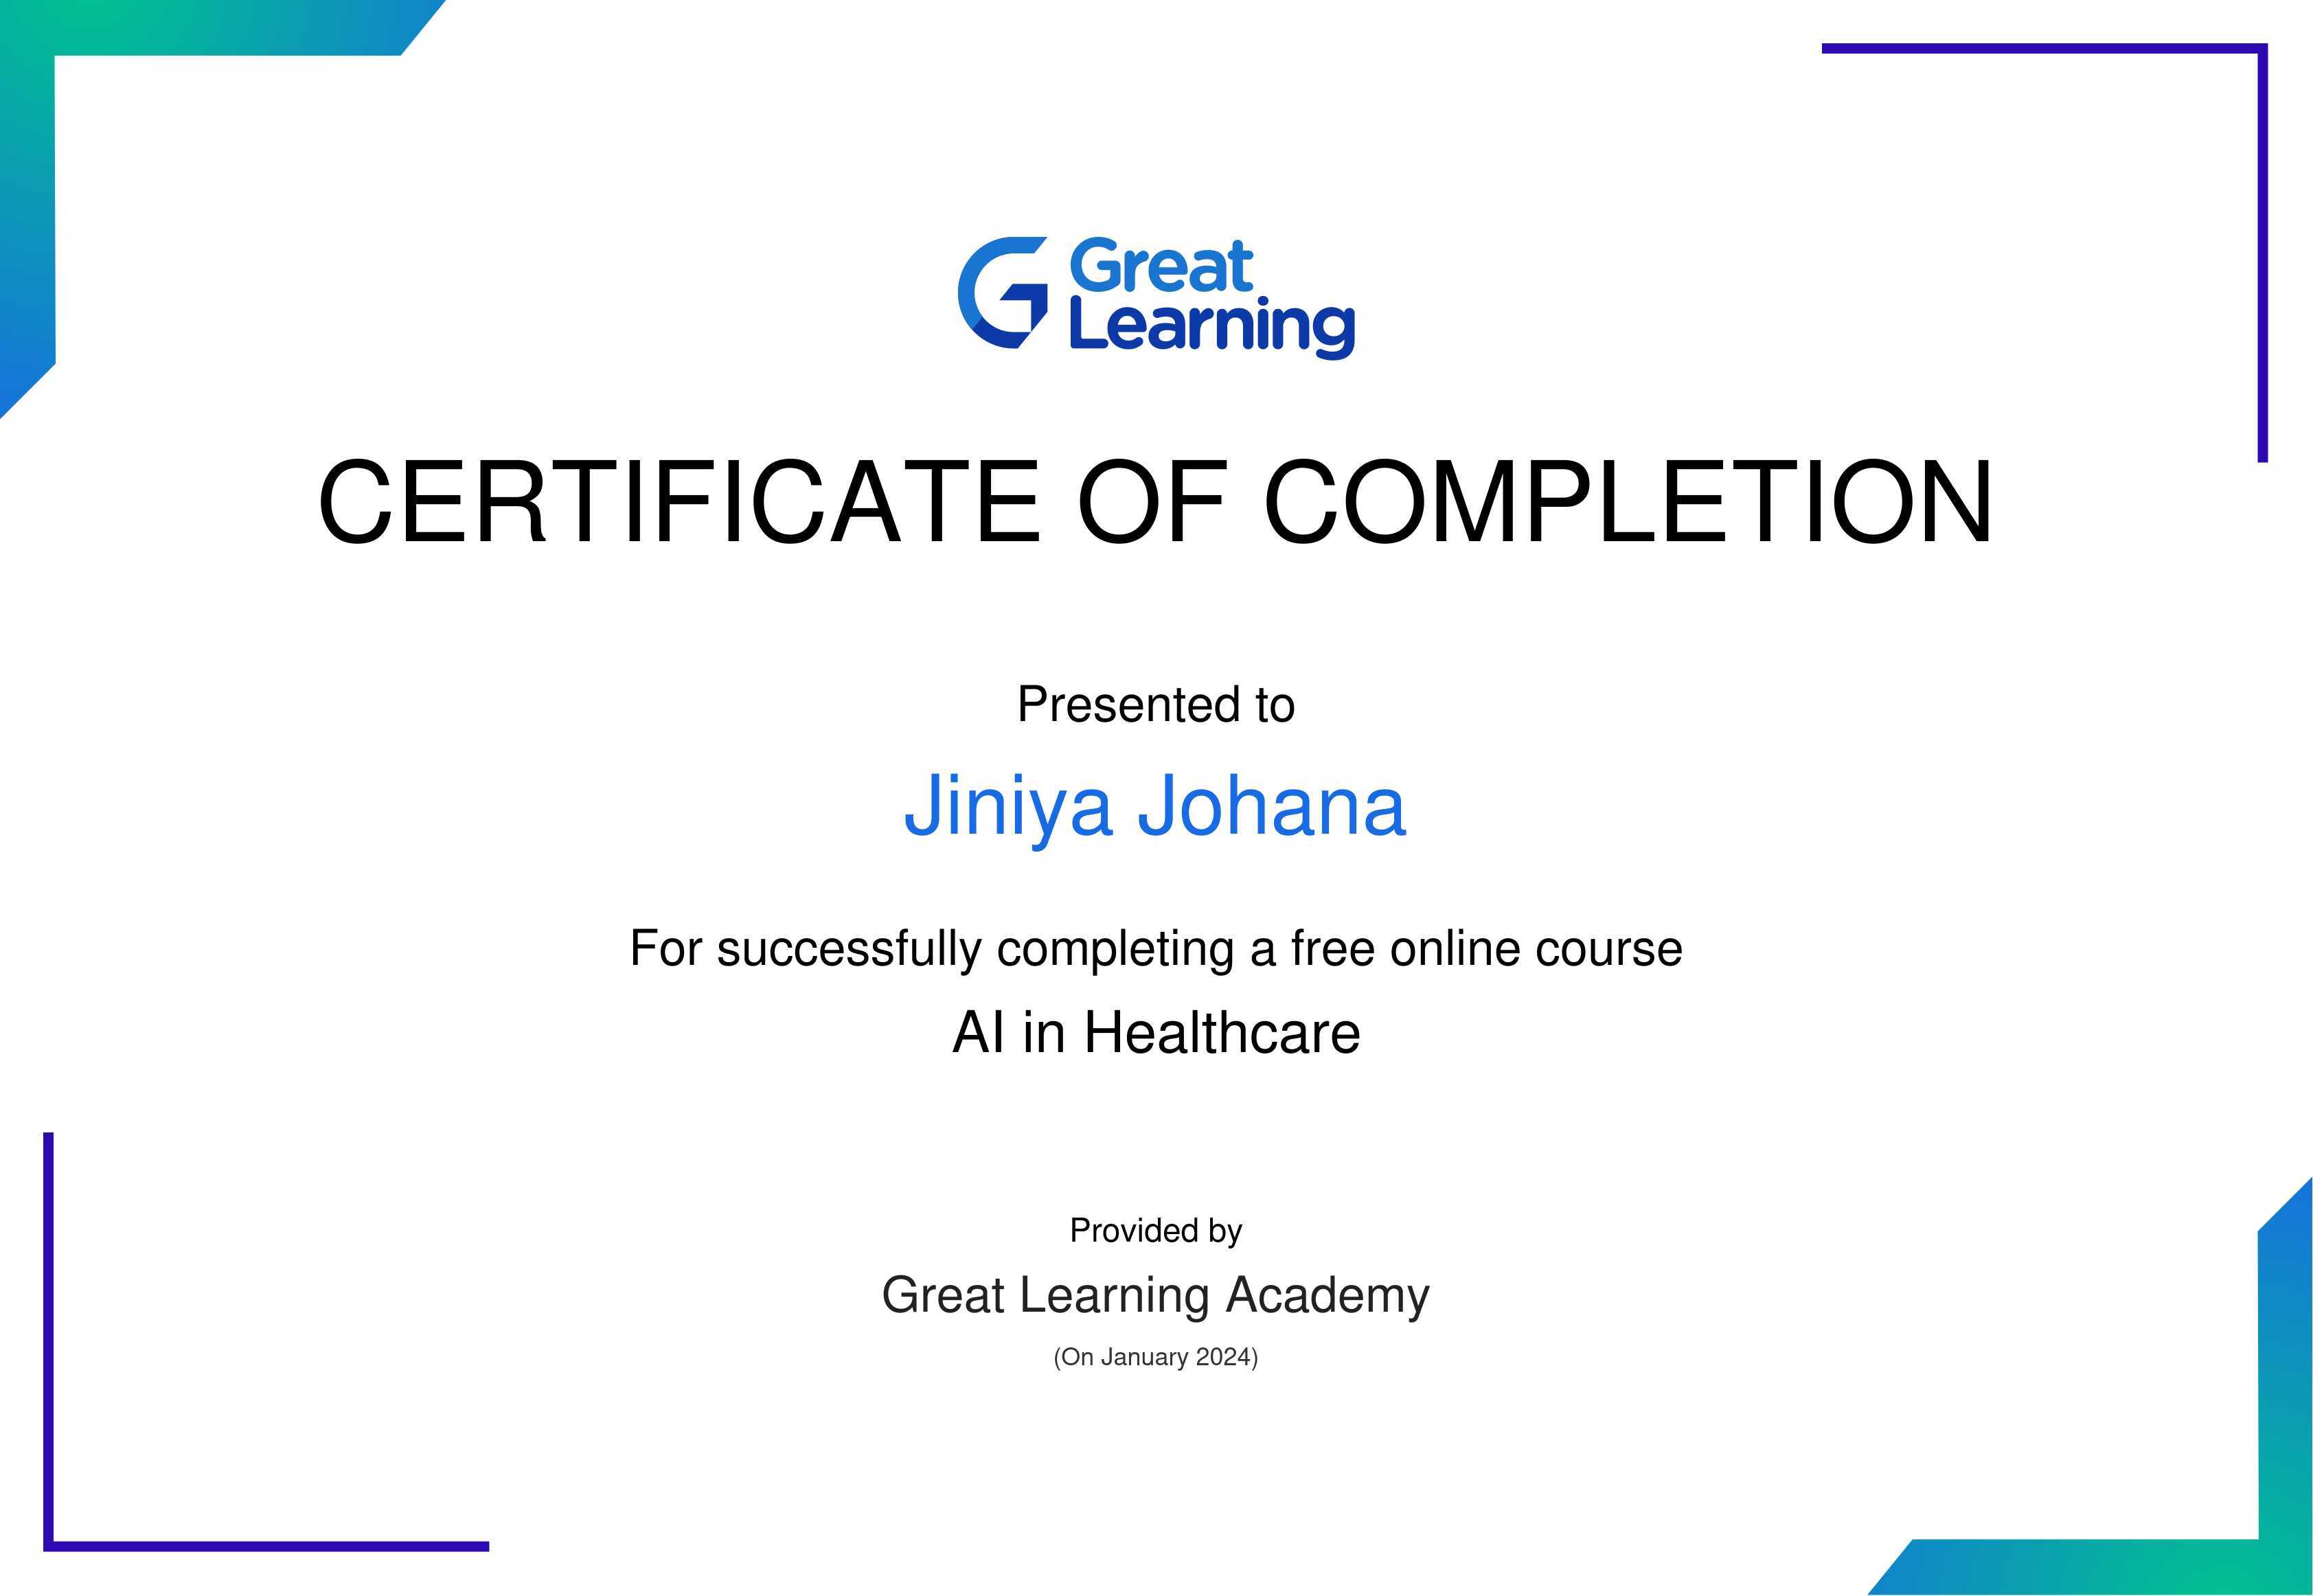 Great
Learning
CERTIFICATE OF COMPLETION
Presented to
Jiniya Johana
For successfully completing a free online course
AI in Healthcare
Provided by
Great Learning Academy
(On January 2024)